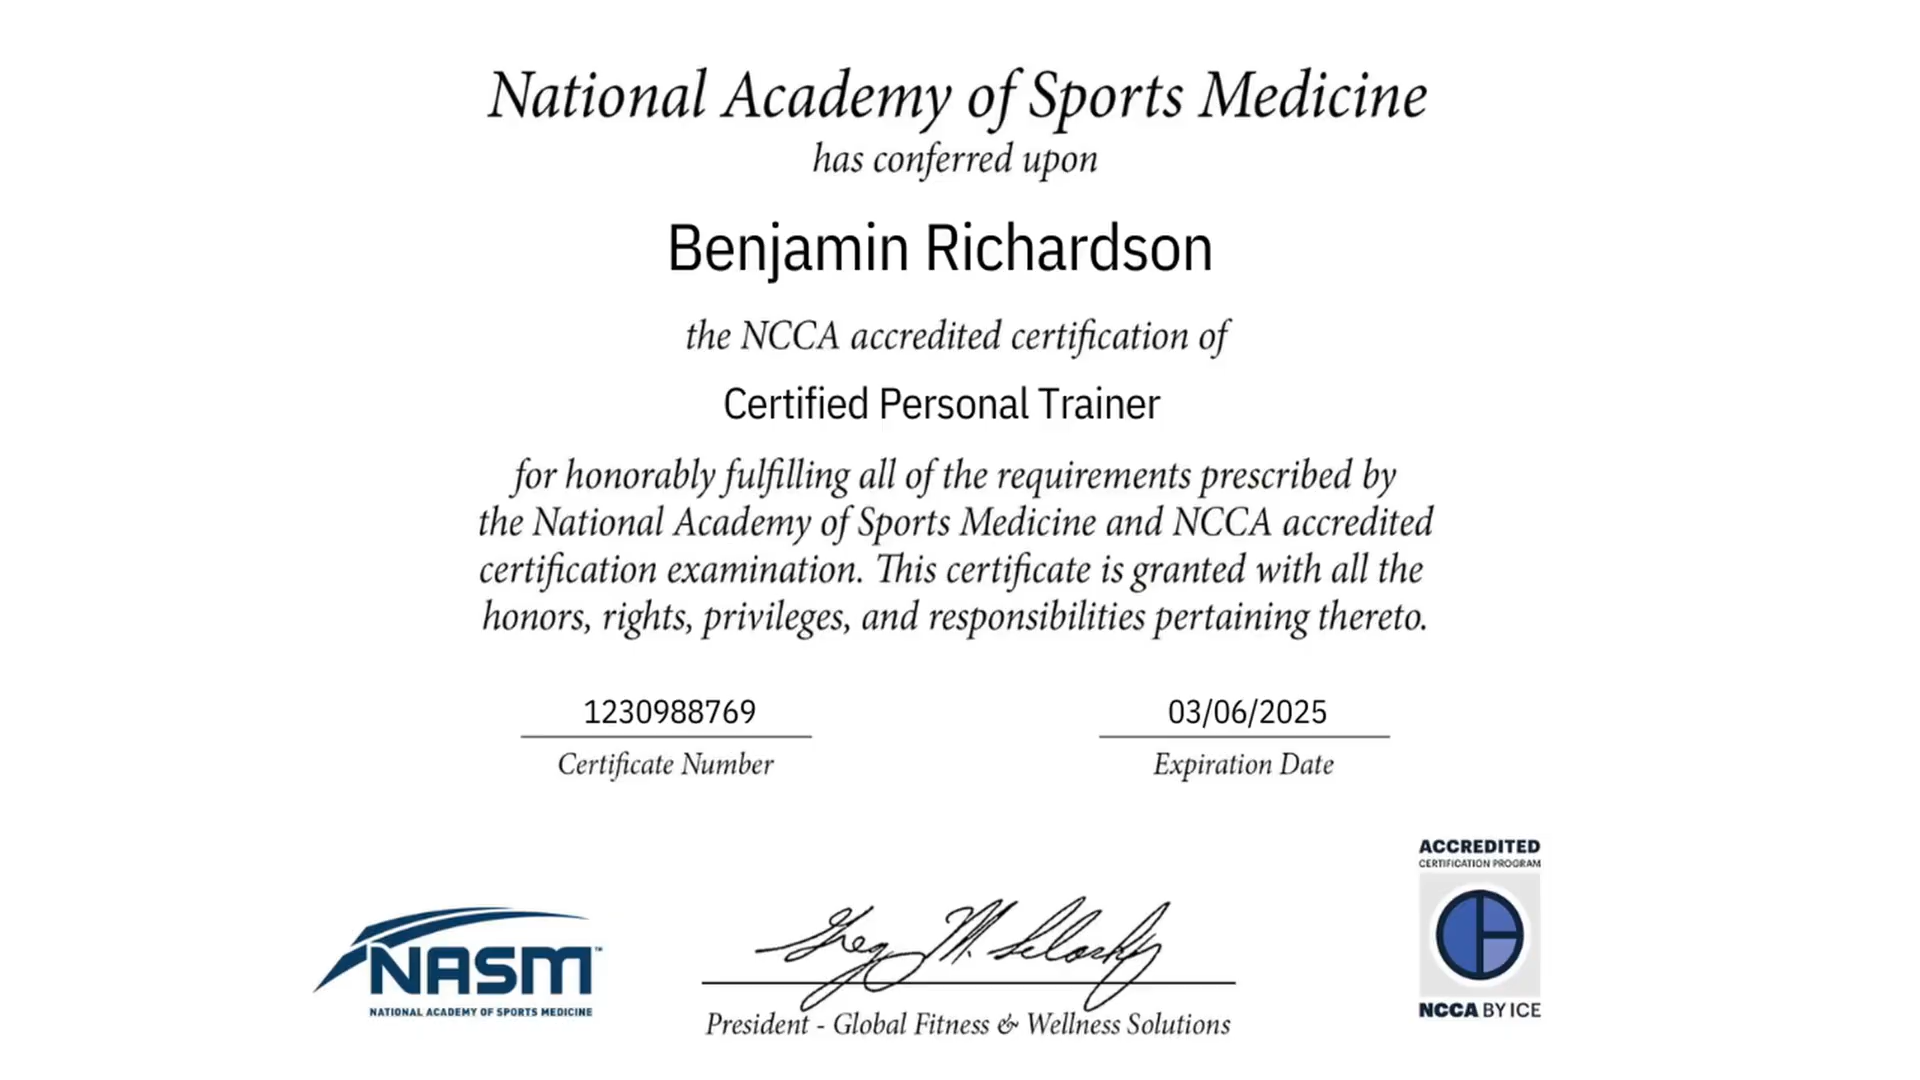 National Academy of Sports Medicine
has conferred upon
Benjamin Richardson
the NCCA accredited certification of
Certified Personal Trainer
for honorably fulfilling all of the requirements prescribed by
the National Academy of Sports Medicine and NCCA accredited
certification examination. This certificate is granted with all the
honors, rights, privileges, and responsibilities pertaining thereto.
1230988769
Certificate Number
03/06/2025
Expiration Date
NASM™
NATIONAL ACADEMY OF SPORTS MEDICINE
President - Global Fitness & Wellness Solutions
ACCREDITED
CERTIFICATION PROGRAM
NCCA BY ICE